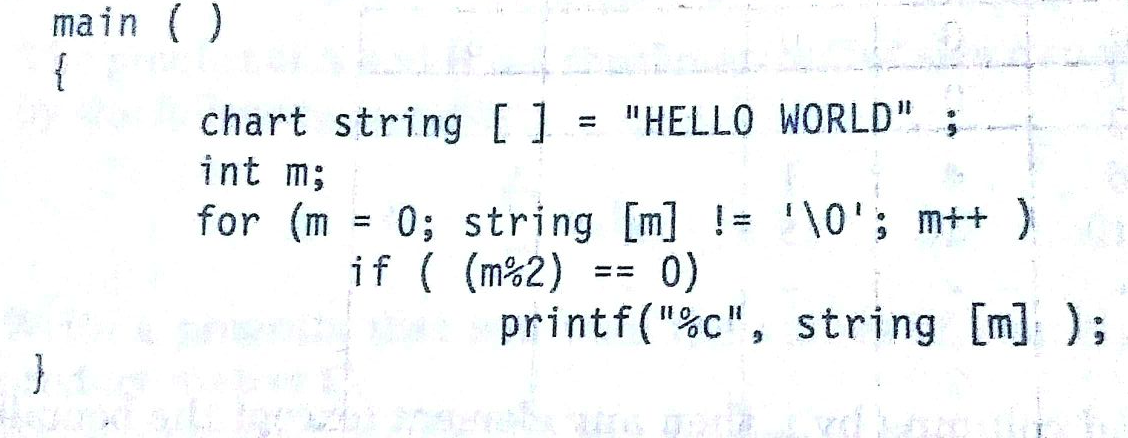 main ( )
{
chart string [ ] = "HELLO WORLD" ;
int m;
for (m = 0; string [m] != '\0'; m++ )
if ( (m%2) == 0)
printf("%c", string [m] );
}